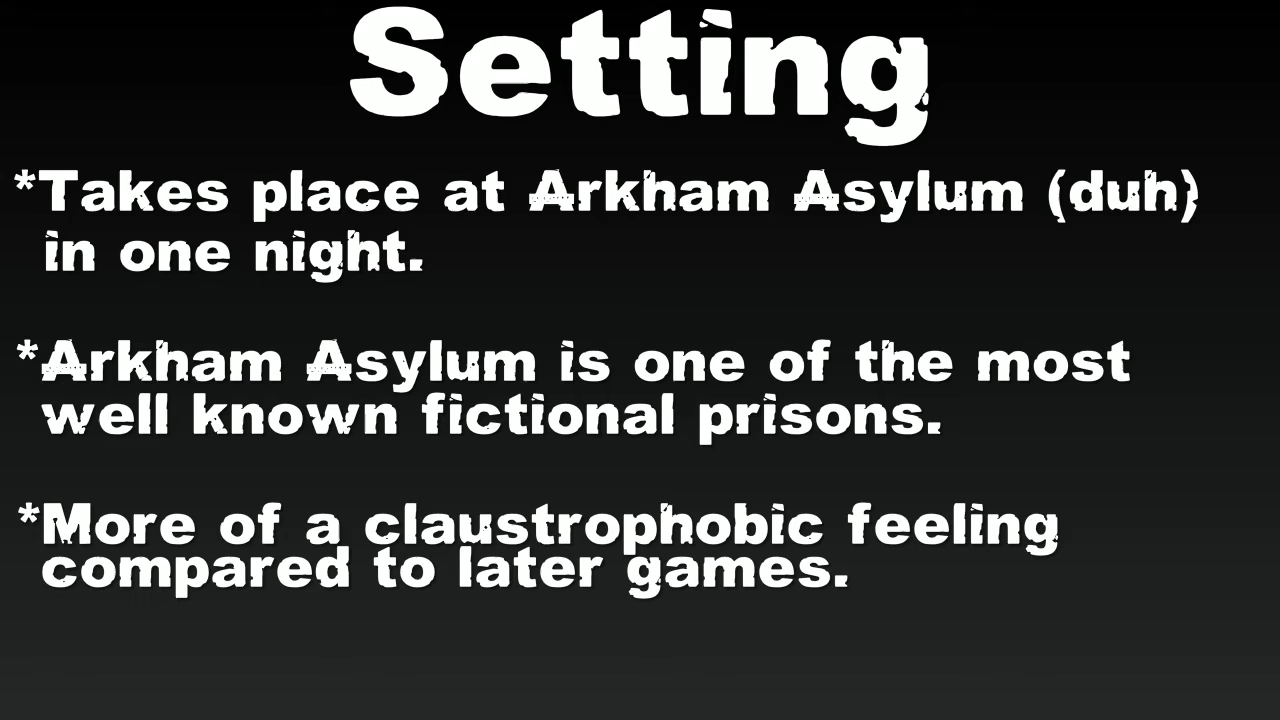 Setting
*Takes place at Arkham Asylum (duh)
in one night.
*Arkham Asylum is one of the most
well known fictional prisons.
*More of a claustrophobic feeling
compared to later games.